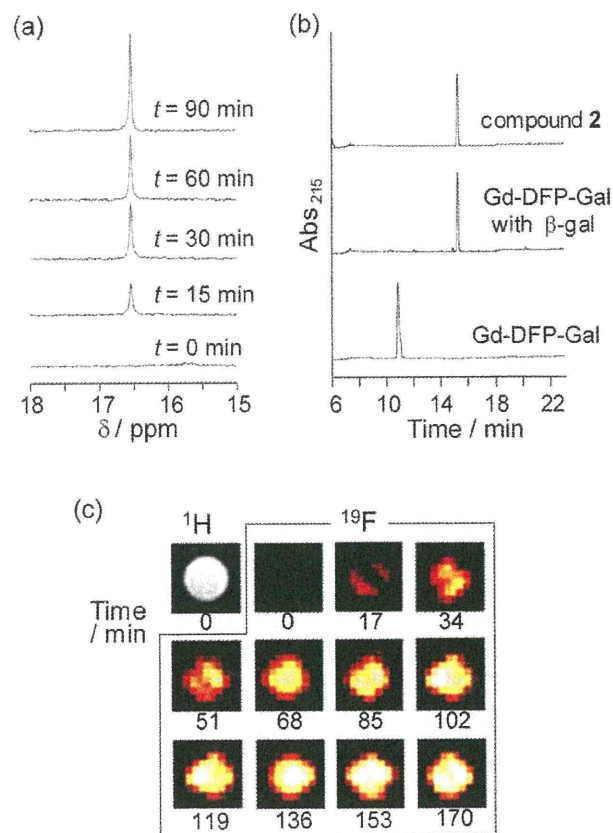 (a)
t = 90 min
t = 60 min
t = 30 min
t = 15 min
t = 0 min
18 17 16 15
δ / ppm
(b)
Abs215
compound 2
Gd-DFP-Gal
with β-gal
Gd-DFP-Gal
6 10 14 18 22
Time / min
(c)
1H 19F
Time
/ min
0 0 17 34
51 68 85 102
119 136 153 170